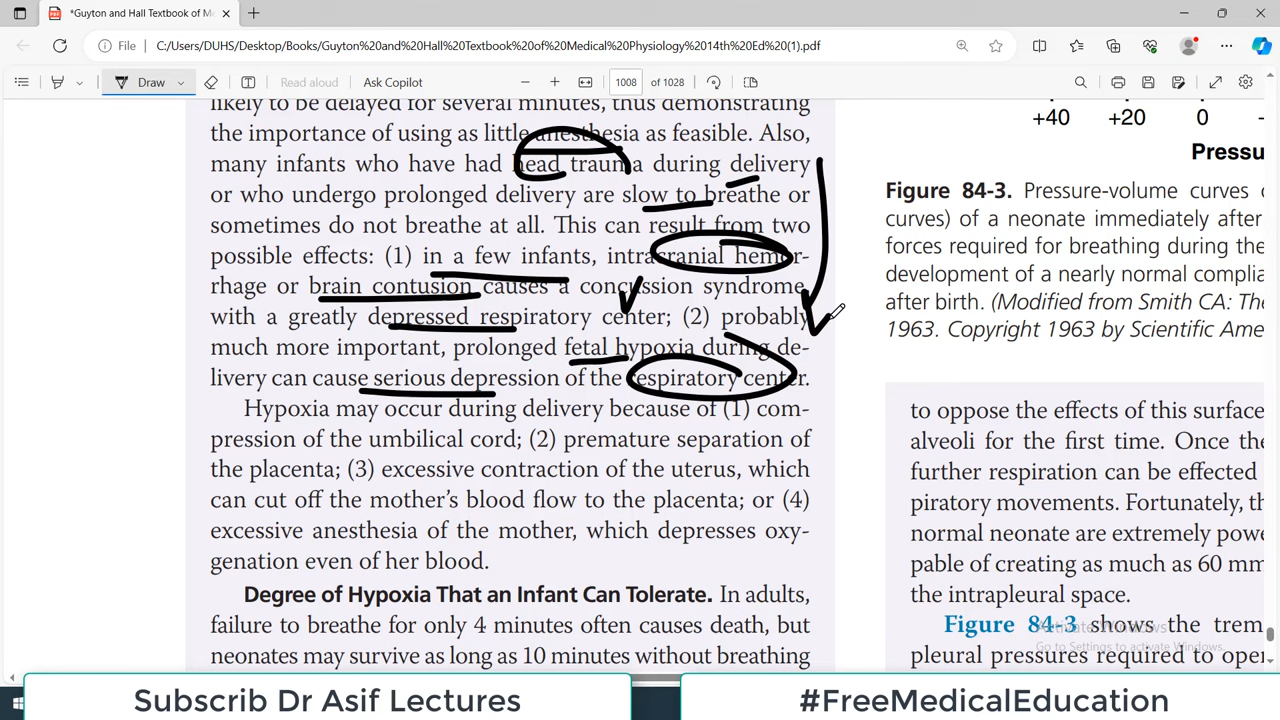 *Guyton and Hall Textbook of Me
File
C:/Users/DUHS/Desktop/Books/Guyton%20and%20Hall%20Textbook%20of%20Medical%20Physiology%2014th%20Ed%20(1).pdf
Draw
Read aloud
Ask Copilot
1008 of 1028
likely to be delayed for several minutes, thus demonstrating
the importance of using as little anesthesia as feasible. Also,
many infants who have had head trauma during delivery
or who undergo prolonged delivery are slow to breathe or
sometimes do not breathe at all. This can result from two
possible effects: (1) in a few infants, intracranial hemor-
rhage or brain contusion causes a concussion syndrome
with a greatly depressed respiratory center; (2) probably
much more important, prolonged fetal hypoxia during de-
livery can cause serious depression of the respiratory center.
Hypoxia may occur during delivery because of (1) com-
pression of the umbilical cord; (2) premature separation of
the placenta; (3) excessive contraction of the uterus, which
can cut off the mother's blood flow to the placenta; or (4)
excessive anesthesia of the mother, which depresses oxy-
genation even of her blood.
Degree of Hypoxia That an Infant Can Tolerate. In adults,
failure to breathe for only 4 minutes often causes death, but
neonates may survive as long as 10 minutes without breathing
+40 +20 0
Pressu
Figure 84-3. Pressure-volume curves
curves) of a neonate immediately after
forces required for breathing during the
development of a nearly normal complia
after birth. (Modified from Smith CA: The
1963. Copyright 1963 by Scientific Ame
to oppose the effects of this surface
alveoli for the first time. Once the
further respiration can be effected
piratory movements. Fortunately, th
normal neonate are extremely powe
pable of creating as much as 60 mm
the intrapleural space.
Figure 84-3 shows the trem
pleural pressures required to open
Activate Windows
Go to Settings to activate Windows.
Subscrib Dr Asif Lectures
#FreeMedicalEducation